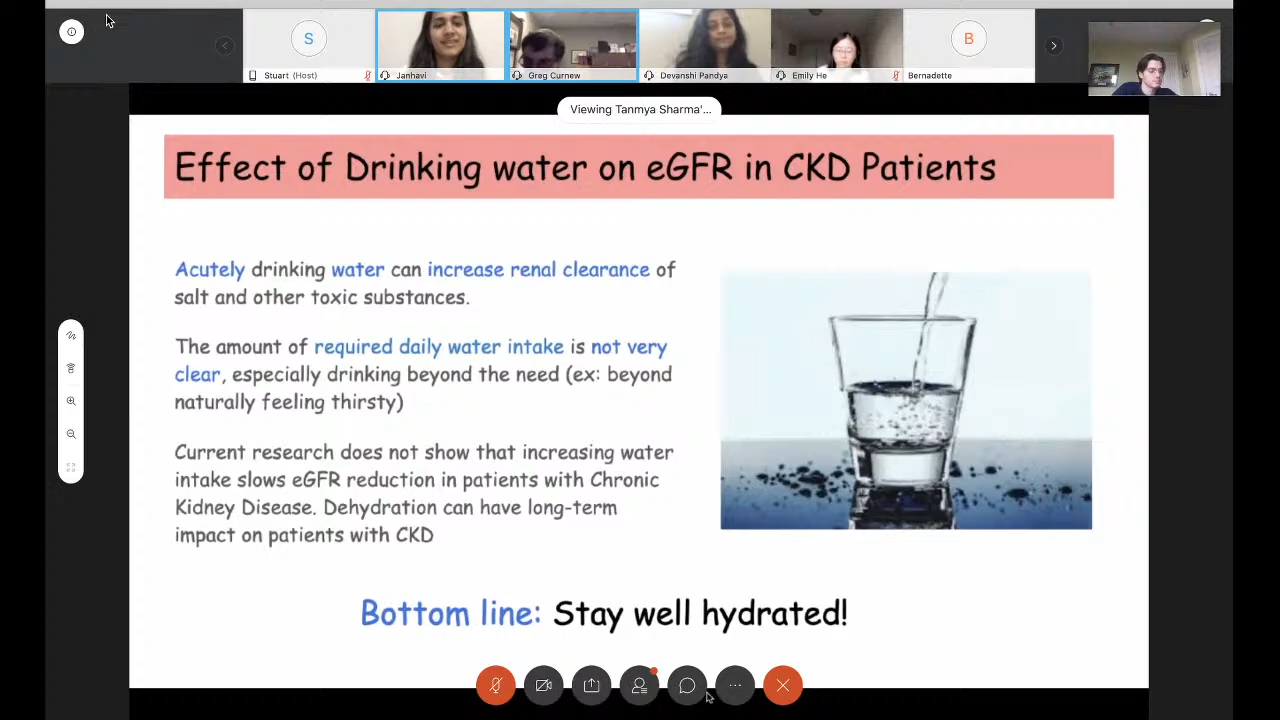 S
B
Stuart (Host)
Janhavi
Greg Curnew
Devanshi Pandya
Emily He
Bernadette
Viewing Tanmya Sharma'...
Effect of Drinking water on eGFR in CKD Patients
Acutely drinking water can increase renal clearance of
salt and other toxic substances.
The amount of required daily water intake is not very
clear, especially drinking beyond the need (ex: beyond
naturally feeling thirsty)
Current research does not show that increasing water
intake slows eGFR reduction in patients with Chronic
Kidney Disease. Dehydration can have long-term
impact on patients with CKD
Bottom line: Stay well hydrated!